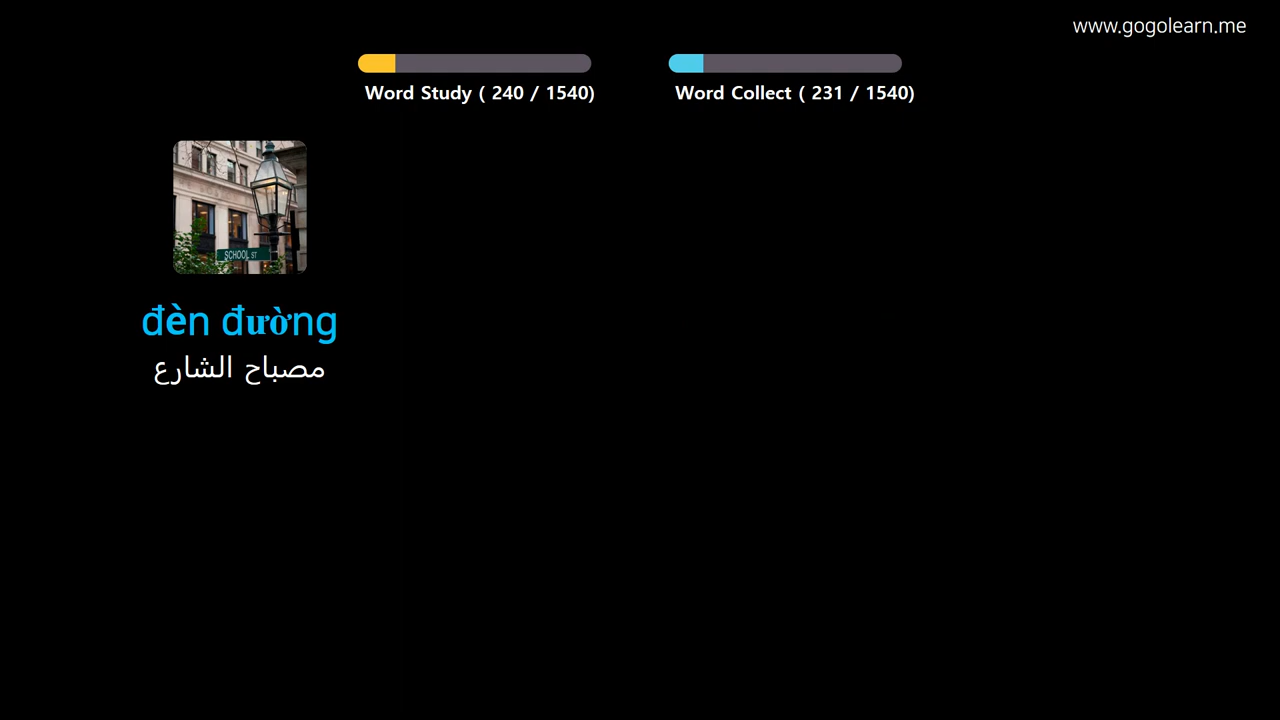 www.gogolearn.me
Word Study ( 240 / 1540)
Word Collect ( 231 / 1540)
SCHOOL ST
đèn đường
مصباح الشارع